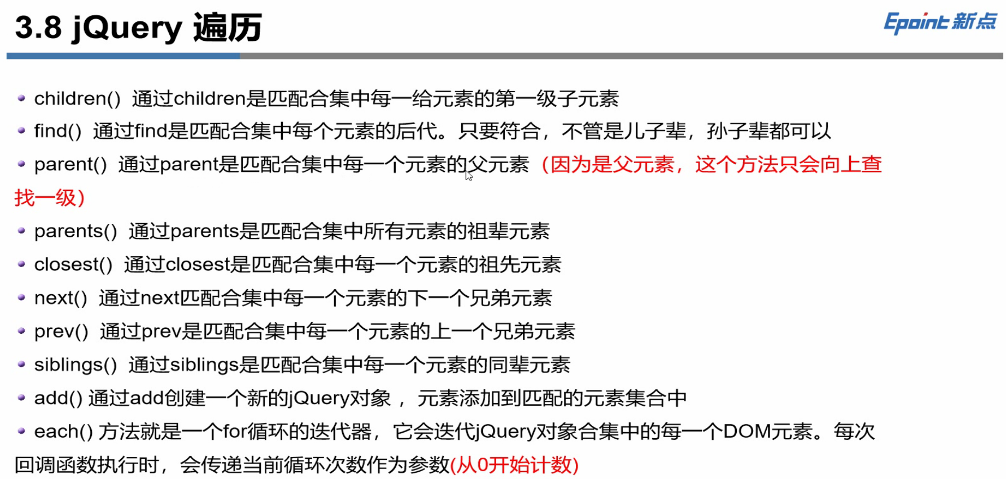 3.8 jQuery 遍历
Epoint 新点
children() 通过children是匹配合集中每一给元素的第一级子元素
find() 通过find是匹配合集中每个元素的后代。只要符合，不管是儿子辈，孙子辈都可以
parent() 通过parent是匹配合集中每一个元素的父元素（因为是父元素，这个方法只会向上查
找一级）
parents() 通过parents是匹配合集中所有元素的祖辈元素
closest() 通过closest是匹配合集中每一个元素的祖先元素
next() 通过next匹配合集中每一个元素的下一个兄弟元素
prev() 通过prev是匹配合集中每一个元素的上一个兄弟元素
siblings() 通过siblings是匹配合集中每一个元素的同辈元素
add() 通过add创建一个新的jQuery对象 ，元素添加到匹配的元素集合中
each() 方法就是一个for循环的迭代器，它会迭代jQuery对象合集中的每一个DOM元素。每次
回调函数执行时，会传递当前循环次数作为参数(从0开始计数)